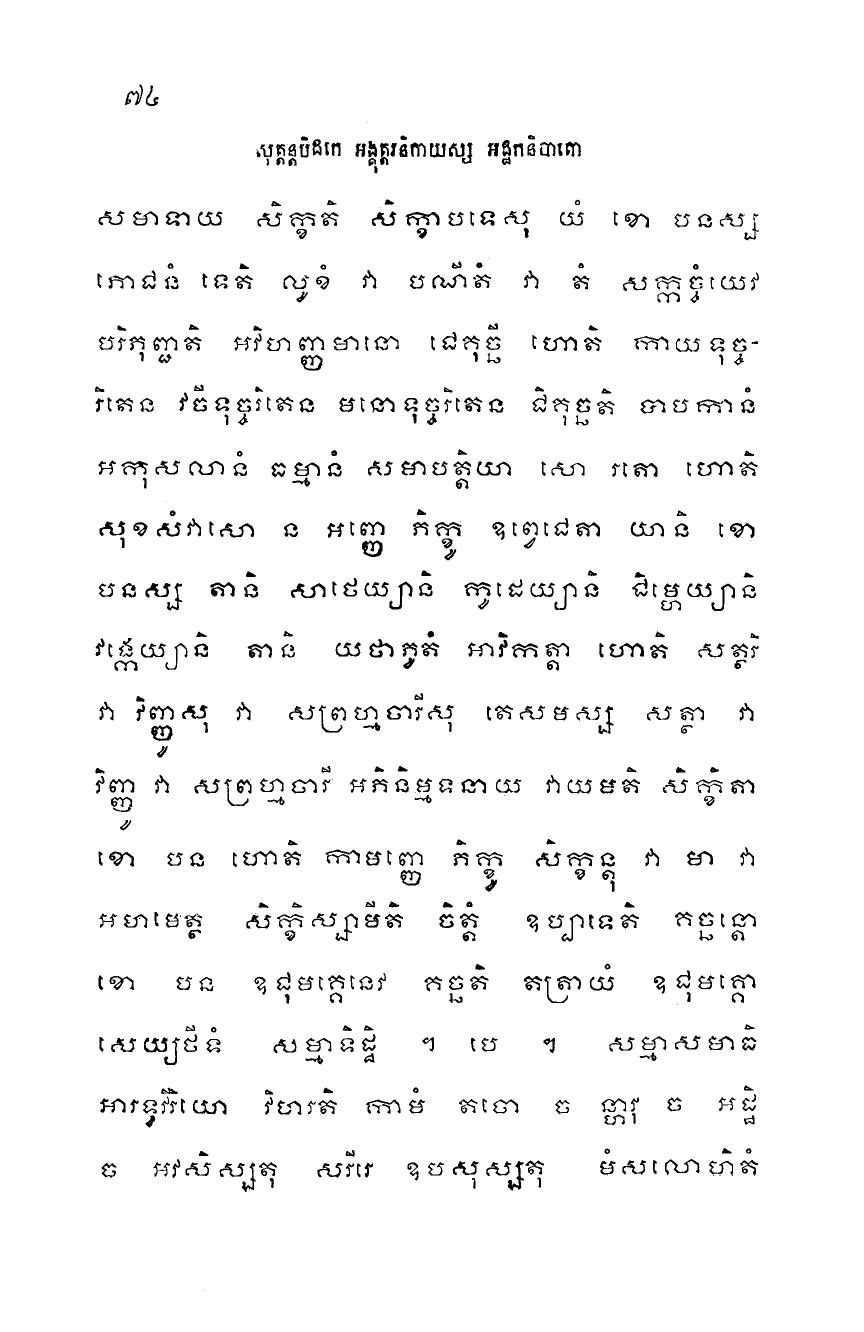 ៧៤
សុត្តន្តបិដកេ អង្គុត្តរនិកាយស្ស អដ្ឋកនិបាតោ
សមាទាយ សិក្ខតិ សិក្ខាបទេសុ យំ ខោ បនស្ស
ភោជនំ ទេតិ លូខំ វា បណីតំ វា តំ សក្កច្ចំយេវ
បរិភុញ្ជតិ អវិហញ្ញមានោ ជេគុច្ឆី ហោតិ កាយទុច្ច-
រិតេន វចីទុច្ចរិតេន មនោទុច្ចរិតេន ជិគុច្ឆតិ បាបកានំ
អកុសលានំ ធម្មានំ សមាបត្តិយា សោ រតោ ហោតិ
សុខសំវាសោ ន អញ្ញេ ភិក្ខូ ឧព្វេជេតា យានិ ខោ
បនស្ស តានិ សាថេយ្យានិ កូដេយ្យានិ ជិម្ហេយ្យានិ
វង្កេយ្យានិ តានិ យថាភូតំ អាវិកត្តា ហោតិ សត្ថរិ
វា វិញ្ញូសុ វា សព្រហ្មចារីសុ តេសមស្ស សត្ថា វា
វិញ្ញូ វា សព្រហ្មចារី អភិនិម្មទនាយ វាយមតិ សិក្ខិតា
ខោ បន ហោតិ កាមញ្ញេ ភិក្ខូ សិក្ខន្តុ វា មា វា
អហមេត្ថ សិក្ខិស្សាមីតិ ចិត្តំ ឧប្បាទេតិ គច្ឆន្តោ
ខោ បន ឧជុមគ្គេនេវ គច្ឆតិ តត្រាយំ ឧជុមគ្គោ
សេយ្យថីទំ សម្មាទិដ្ឋិ ។ បេ ។ សម្មាសមាធិ
អារទ្ធវីរិយោ វិហរតិ កាមំ តចោ ច ន្ហារុ ច អដ្ឋិ
ច អវសិស្សតុ សរីរេ ឧបសុស្សតុ មំសលោហិតំ